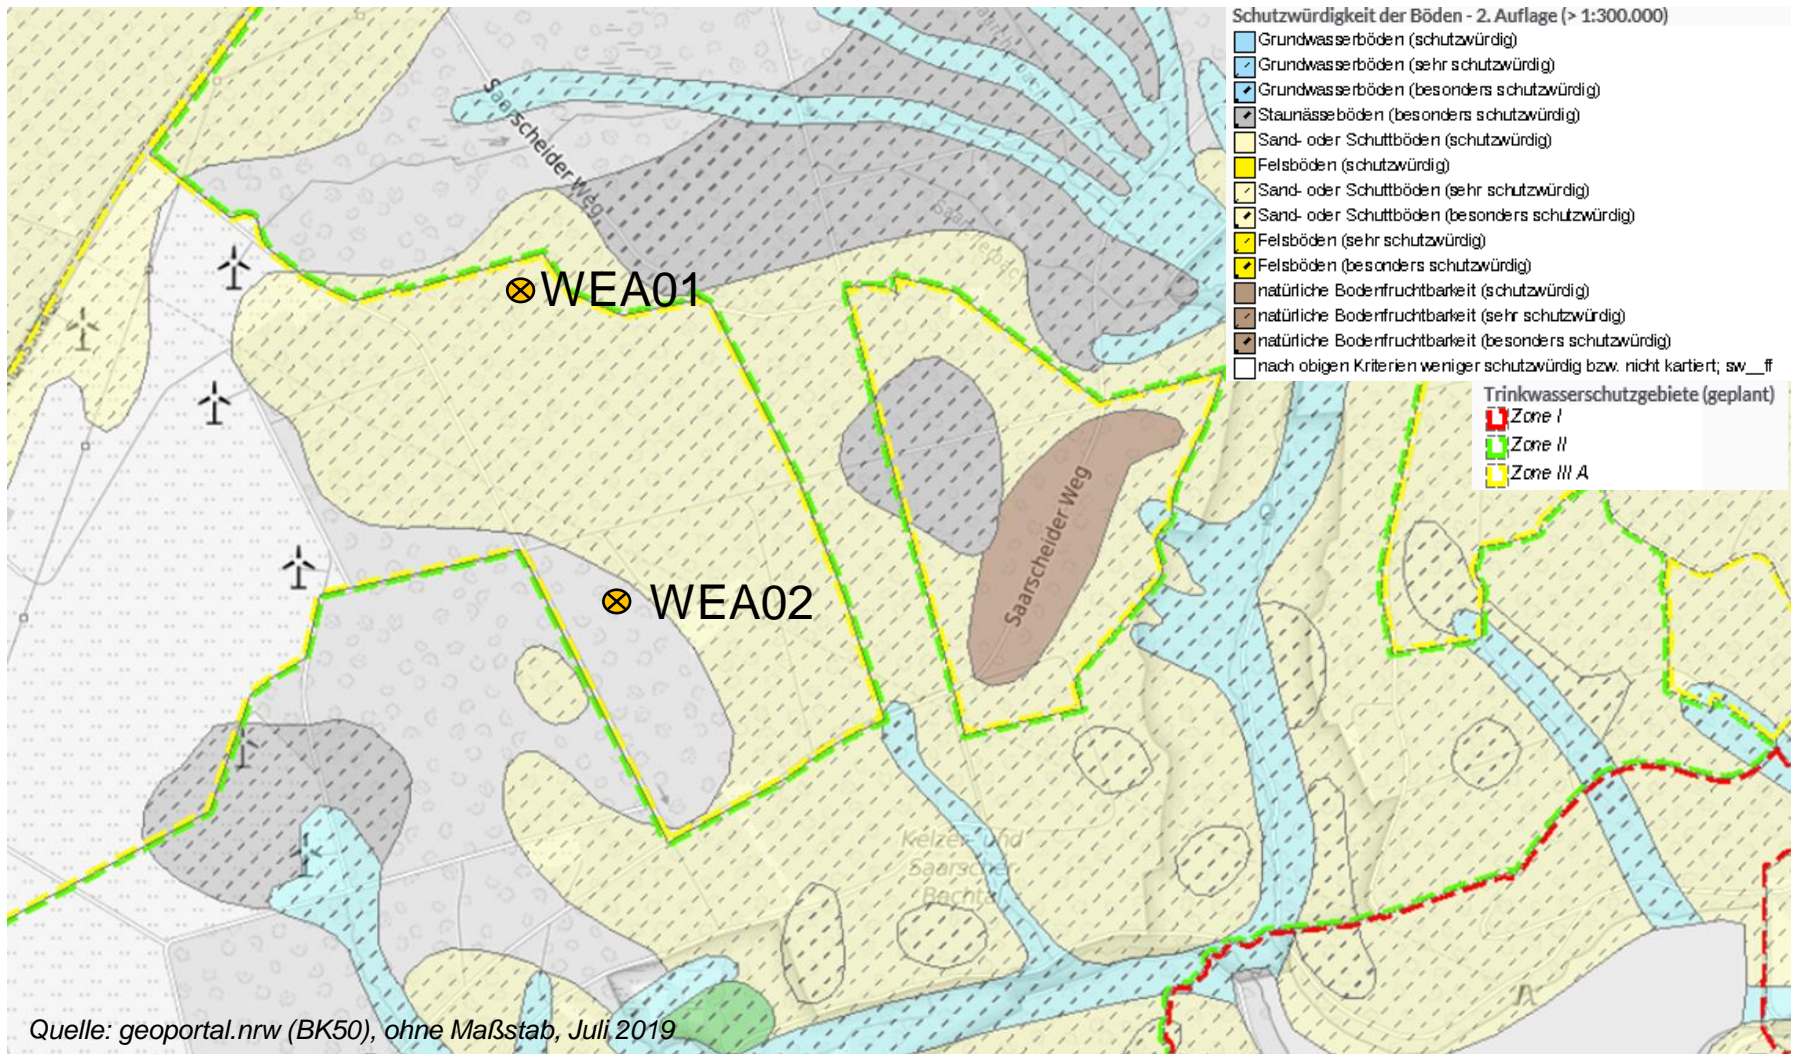 Schutzwürdigkeit der Böden - 2. Auflage (> 1:300.000)
Grundwasserböden (schutzwürdig)
Grundwasserböden (sehr schutzwürdig)
Grundwasserböden (besonders schutzwürdig)
Staunässeböden (besonders schutzwürdig)
Sand- oder Schuttböden (schutzwürdig)
Felsböden (schutzwürdig)
Sand- oder Schuttböden (sehr schutzwürdig)
Sand- oder Schuttböden (besonders schutzwürdig)
Felsböden (sehr schutzwürdig)
Felsböden (besonders schutzwürdig)
natürliche Bodenfruchtbarkeit (schutzwürdig)
natürliche Bodenfruchtbarkeit (sehr schutzwürdig)
natürliche Bodenfruchtbarkeit (besonders schutzwürdig)
nach obigen Kriterien weniger schutzwürdig bzw. nicht kartiert; sw__ff
Trinkwasserschutzgebiete (geplant)
Zone I
Zone II
Zone III A
Saarscheider Weg
WEA01
WEA02
Saarscheider Weg
Kelzer- und
Saarscher
Bachtal
Quelle: geoportal.nrw (BK50), ohne Maßstab, Juli 2019